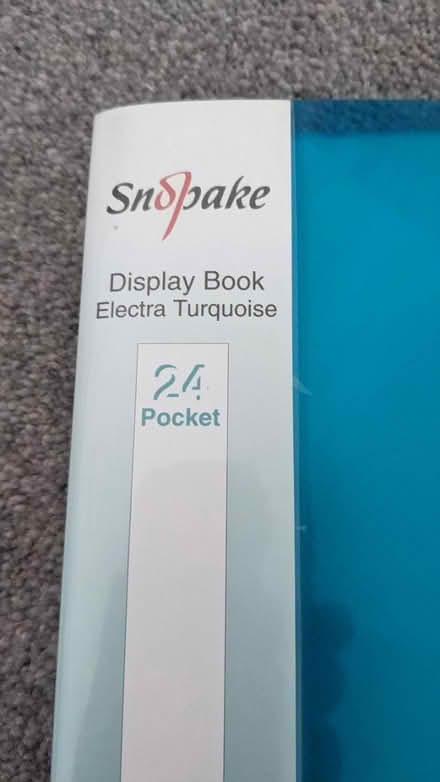 Snopake
Display Book
Electra Turquoise
24
Pocket